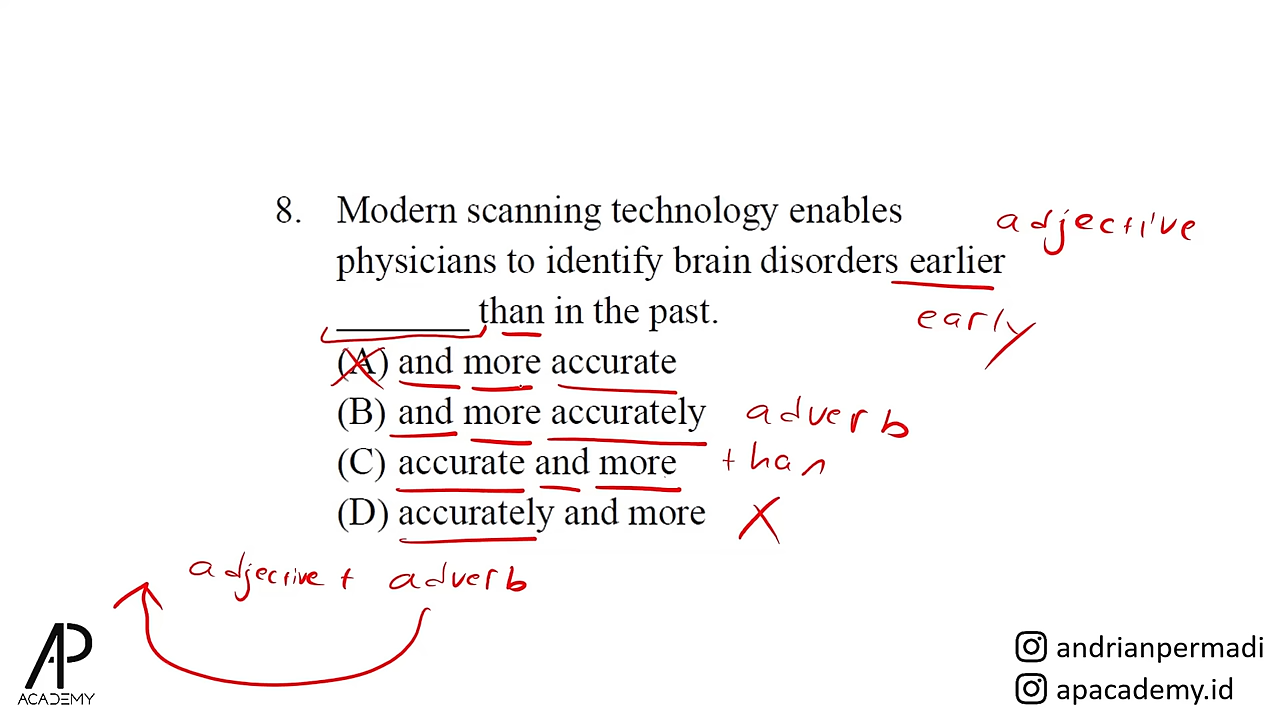 8. Modern scanning technology enables
adjective
physicians to identify brain disorders earlier
________ than in the past.
early
(A) and more accurate
(B) and more accurately
adverb
(C) accurate and more
than
(D) accurately and more
X
adjective + adverb
AP
ACADEMY
andrianpermadi
apacademy.id